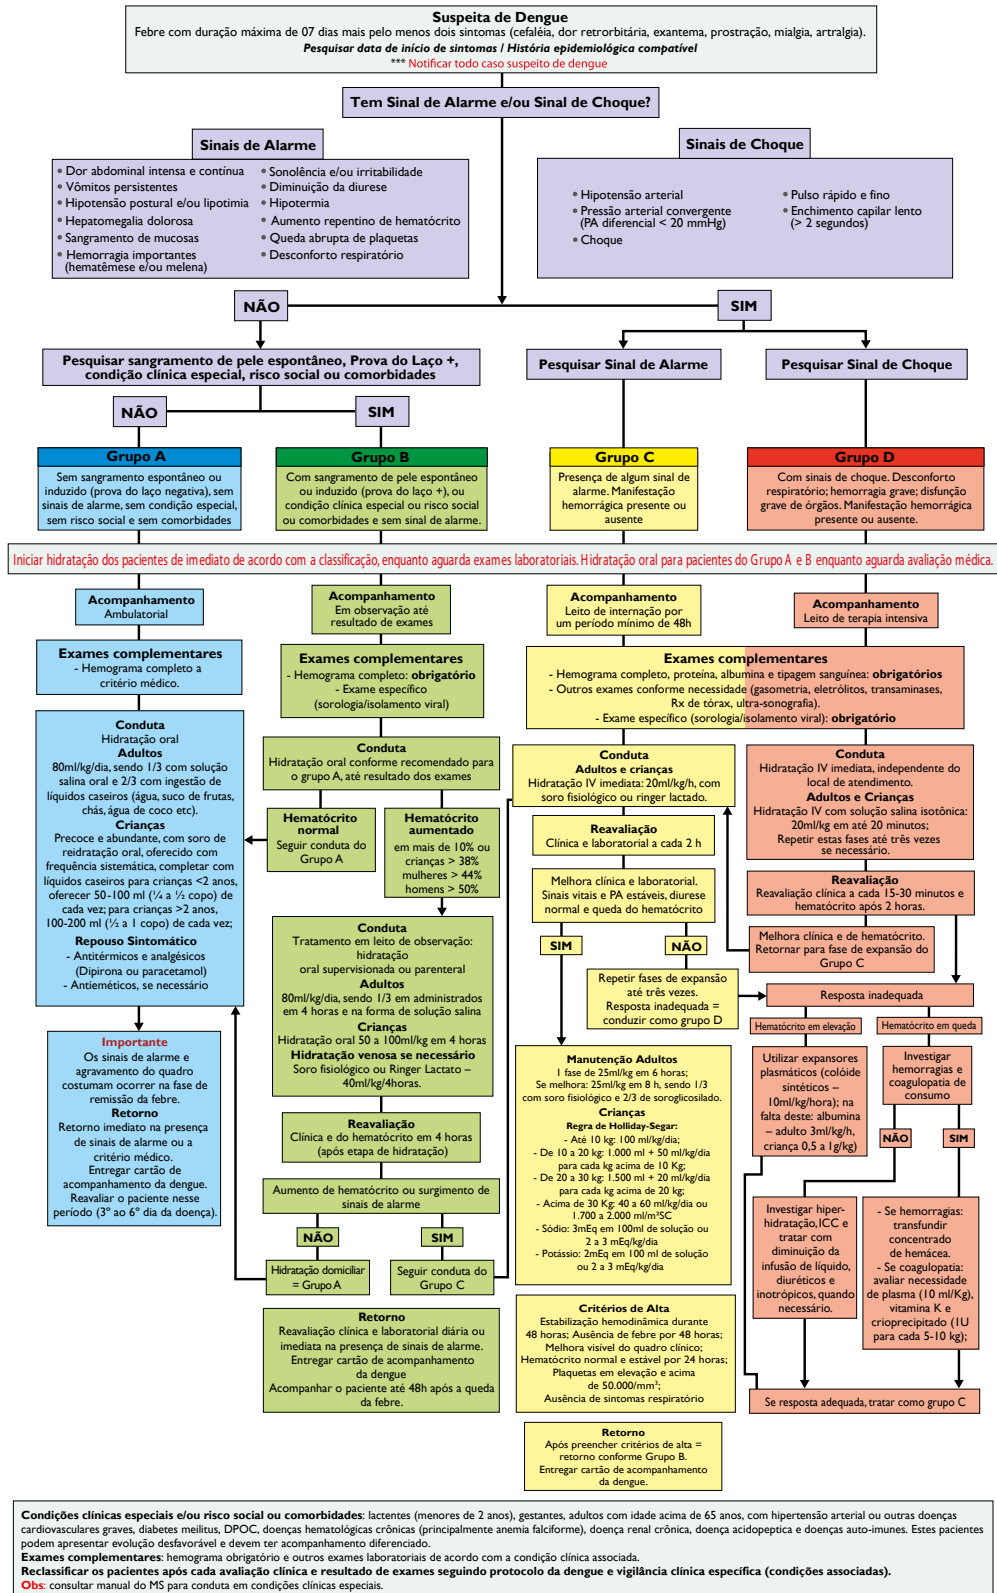 Suspeita de Dengue
Febre com duração máxima de 07 dias mais pelo menos dois sintomas (cefaléia, dor retrorbitária, exantema, prostração, mialgia, artralgia).
Pesquisar data de início de sintomas / História epidemiológica compatível
*** Notificar todo caso suspeito de dengue
Tem Sinal de Alarme e/ou Sinal de Choque?
Sinais de Alarme
• Dor abdominal intensa e contínua
• Vômitos persistentes
• Hipotensão postural e/ou lipotimia
• Hepatomegalia dolorosa
• Sangramento de mucosas
• Hemorragia importantes
(hematêmese e/ou melena)
• Sonolência e/ou irritabilidade
• Diminuição da diurese
• Hipotermia
• Aumento repentino de hematócrito
• Queda abrupta de plaquetas
• Desconforto respiratório
Sinais de Choque
• Hipotensão arterial
• Pressão arterial convergente
(PA diferencial < 20 mmHg)
• Choque
• Pulso rápido e fino
• Enchimento capilar lento
(> 2 segundos)
NÃO
SIM
Pesquisar sangramento de pele espontâneo, Prova do Laço +,
condição clínica especial, risco social ou comorbidades
Pesquisar Sinal de Alarme
Pesquisar Sinal de Choque
NÃO
SIM
Grupo A
Sem sangramento espontâneo ou
induzido (prova do laço negativa), sem
sinais de alarme, sem condição especial,
sem risco social e sem comorbidades
Grupo B
Com sangramento de pele espontâneo
ou induzido (prova do laço +), ou
condição clínica especial ou risco social
ou comorbidades e sem sinal de alarme.
Grupo C
Presença de algum sinal de
alarme. Manifestação
hemorrágica presente ou
ausente
Grupo D
Com sinais de choque. Desconforto
respiratório; hemorragia grave; disfunção
grave de órgãos. Manifestação hemorrágica
presente ou ausente.
Iniciar hidratação dos pacientes de imediato de acordo com a classificação, enquanto aguarda exames laboratoriais. Hidratação oral para pacientes do Grupo A e B enquanto aguarda avaliação médica.
Acompanhamento
Ambulatorial
Exames complementares
- Hemograma completo a
critério médico.
Conduta
Hidratação oral
Adultos
80ml/kg/dia, sendo 1/3 com solução
salina oral e 2/3 com ingestão de
líquidos caseiros (água, suco de frutas,
chás, água de coco etc).
Crianças
Precoce e abundante, com soro de
reidratação oral, oferecido com
frequência sistemática, completar com
líquidos caseiros para crianças <2 anos,
oferecer 50-100 ml (¼ a ½ copo) de
cada vez; para crianças >2 anos,
100-200 ml (½ a 1 copo) de cada vez;
Repouso Sintomático
- Antitérmicos e analgésicos
(Dipirona ou paracetamol)
- Antieméticos, se necessário
Importante
Os sinais de alarme e
agravamento do quadro
costumam ocorrer na fase de
remissão da febre.
Retorno
Retorno imediato na presença
de sinais de alarme ou a
critério médico.
Entregar cartão de
acompanhamento da dengue.
Reavaliar o paciente nesse
período (3º ao 6º dia da doença).
Acompanhamento
Em observação até
resultado de exames
Exames complementares
- Hemograma completo: obrigatório
- Exame específico
(sorologia/isolamento viral)
Conduta
Hidratação oral conforme recomendado para
o grupo A, até resultado dos exames
Hematócrito
normal
Seguir conduta do
Grupo A
Hematócrito
aumentado
em mais de 10% ou
crianças > 38%
mulheres > 44%
homens > 50%
Conduta
Tratamento em leito de observação:
hidratação
oral supervisionada ou parenteral
Adultos
80ml/kg/dia, sendo 1/3 em administrados
em 4 horas e na forma de solução salina
Crianças
Hidratação oral 50 a 100ml/kg em 4 horas
Hidratação venosa se necessário
Soro fisiológico ou Ringer Lactato –
40ml/kg/4horas.
Reavaliação
Clínica e do hematócrito em 4 horas
(após etapa de hidratação)
Aumento de hematócrito ou surgimento de
sinais de alarme
NÃO
SIM
Hidratação domiciliar
= Grupo A
Seguir conduta do
Grupo C
Retorno
Reavaliação clínica e laboratorial diária ou
imediata na presença de sinais de alarme.
Entregar cartão de acompanhamento
da dengue
Acompanhar o paciente até 48h após a queda
da febre.
Acompanhamento
Leito de internação por
um período mínimo de 48h
Acompanhamento
Leito de terapia intensiva
Exames complementares
- Hemograma completo, proteína, albumina e tipagem sanguínea: obrigatórios
- Outros exames conforme necessidade (gasometria, eletrólitos, transaminases,
Rx de tórax, ultra-sonografia).
- Exame específico (sorologia/isolamento viral): obrigatório
Conduta
Adultos e crianças
Hidratação IV imediata: 20ml/kg/h, com
soro fisiológico ou ringer lactado.
Reavaliação
Clínica e laboratorial a cada 2 h
Melhora clínica e laboratorial.
Sinais vitais e PA estáveis, diurese
normal e queda do hematócrito
SIM
NÃO
Repetir fases de expansão
até três vezes.
Resposta inadequada =
conduzir como grupo D
Manutenção Adultos
1 fase de 25ml/kg em 6 horas;
Se melhora: 25ml/kg em 8 h, sendo 1/3
com soro fisiológico e 2/3 de soroglicosilado.
Crianças
Regra de Holliday-Segar:
- Até 10 kg: 100 ml/kg/dia;
- De 10 a 20 kg: 1.000 ml + 50 ml/kg/dia
para cada kg acima de 10 Kg;
- De 20 a 30 kg: 1.500 ml + 20 ml/kg/dia
para cada kg acima de 20 kg;
- Acima de 30 Kg: 40 a 60 ml/kg/dia ou
1.700 a 2.000 ml/m²SC
- Sódio: 3mEq em 100ml de solução ou
2 a 3 mEq/kg/dia
- Potássio: 2mEq em 100 ml de solução
ou 2 a 3 mEq/kg/dia
Critérios de Alta
Estabilização hemodinâmica durante
48 horas; Ausência de febre por 48 horas;
Melhora visível do quadro clínico;
Hematócrito normal e estável por 24 horas;
Plaquetas em elevação e acima
de 50.000/mm³;
Ausência de sintomas respiratório
Retorno
Após preencher critérios de alta =
retorno conforme Grupo B.
Entregar cartão de acompanhamento
da dengue.
Conduta
Hidratação IV imediata, independente do
local de atendimento.
Adultos e Crianças
Hidratação IV com solução salina isotônica:
20ml/kg em até 20 minutos;
Repetir estas fases até três vezes
se necessário.
Reavaliação
Reavaliação clínica a cada 15-30 minutos e
hematócrito após 2 horas.
Melhora clínica e de hematócrito.
Retornar para fase de expansão do
Grupo C
Resposta inadequada
Hematócrito em elevação
Hematócrito em queda
Utilizar expansores
plasmáticos (colóide
sintéticos –
10ml/kg/hora); na
falta deste: albumina
– adulto 3ml/kg/h,
criança 0,5 a 1g/kg)
Investigar
hemorragias e
coagulopatia de
consumo
NÃO
SIM
Investigar hiper-
hidratação, ICC e
tratar com
diminuição da
infusão de líquido,
diuréticos e
inotrópicos, quando
necessário.
- Se hemorragias:
transfundir
concentrado
de hemácea.
- Se coagulopatia:
avaliar necessidade
de plasma (10 ml/Kg),
vitamina K e
crioprecipitado (1U
para cada 5-10 kg);
Se resposta adequada, tratar como grupo C
Condições clínicas especiais e/ou risco social ou comorbidades: lactentes (menores de 2 anos), gestantes, adultos com idade acima de 65 anos, com hipertensão arterial ou outras doenças
cardiovasculares graves, diabetes meilitus, DPOC, doenças hematológicas crônicas (principalmente anemia falciforme), doença renal crônica, doença acidopeptica e doenças auto-imunes. Estes pacientes
podem apresentar evolução desfavorável e devem ter acompanhamento diferenciado.
Exames complementares: hemograma obrigatório e outros exames laboratoriais de acordo com a condição clínica associada.
Reclassificar os pacientes após cada avaliação clínica e resultado de exames seguindo protocolo da dengue e vigilância clínica específica (condições associadas).
Obs: consultar manual do MS para conduta em condições clínicas especiais.